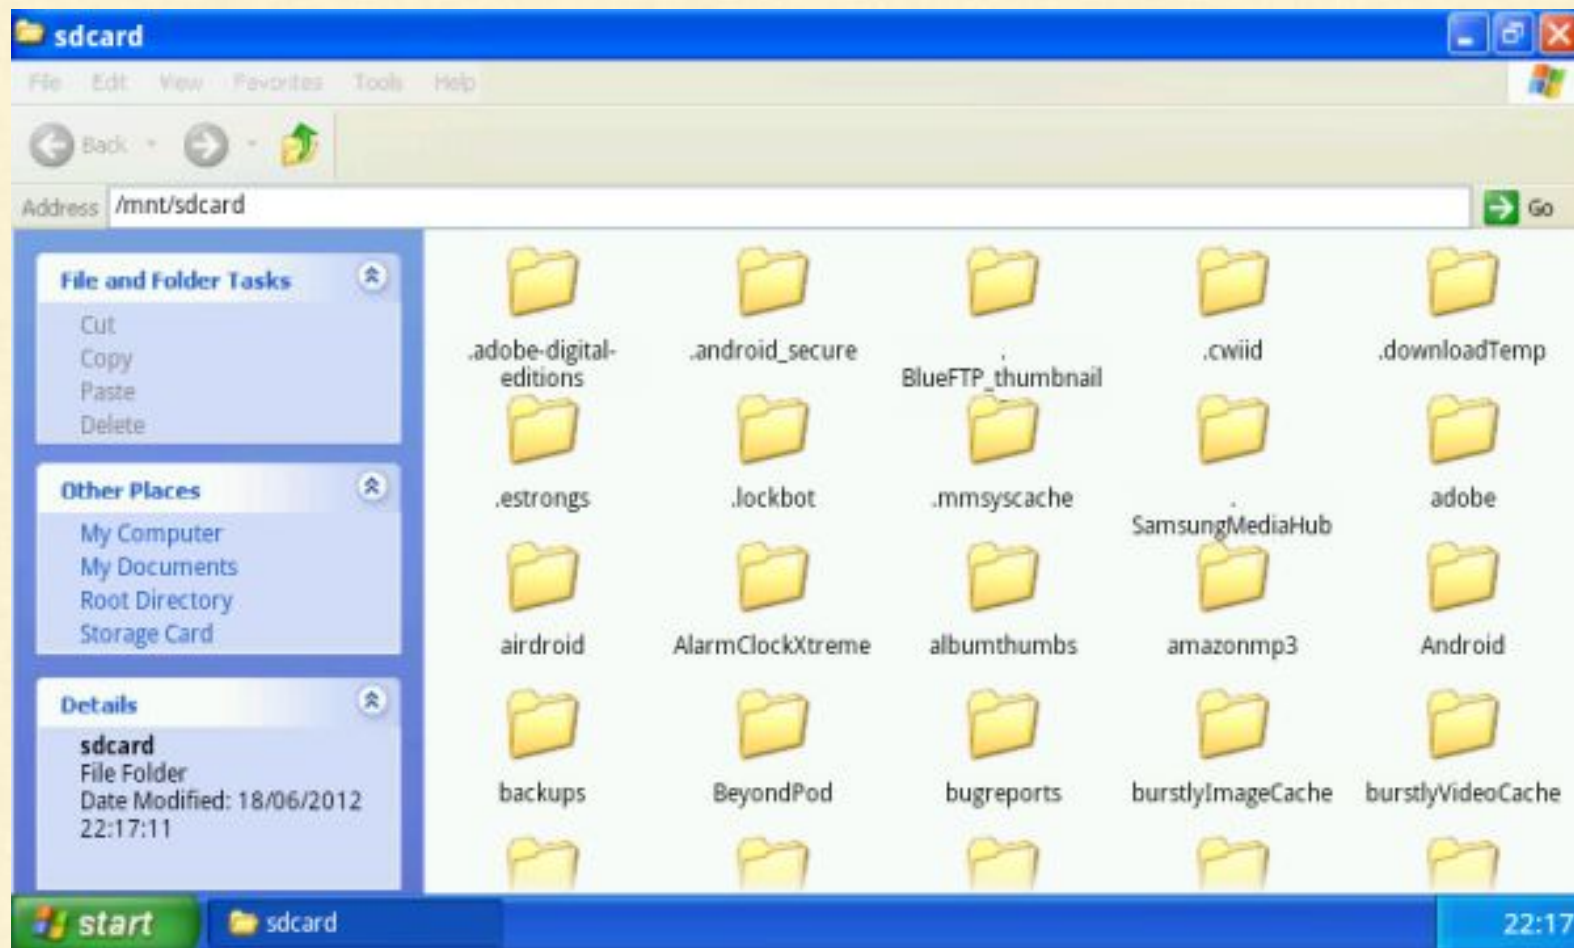 sdcard
File Edit View Favorites Tools Help
Back
Address /mnt/sdcard Go
File and Folder Tasks
Cut
Copy
Paste
Delete
Other Places
My Computer
My Documents
Root Directory
Storage Card
Details
sdcard
File Folder
Date Modified: 18/06/2012
22:17:11
.adobe-digital-
editions
.android_secure
.
BlueFTP_thumbnail
.cwiid
.downloadTemp
.estrongs
.lockbot
.mmsyscache
.
SamsungMediaHub
adobe
airdroid
AlarmClockXtreme
albumthumbs
amazonmp3
Android
backups
BeyondPod
bugreports
burstlyImageCache
burstlyVideoCache
start
sdcard
22:17